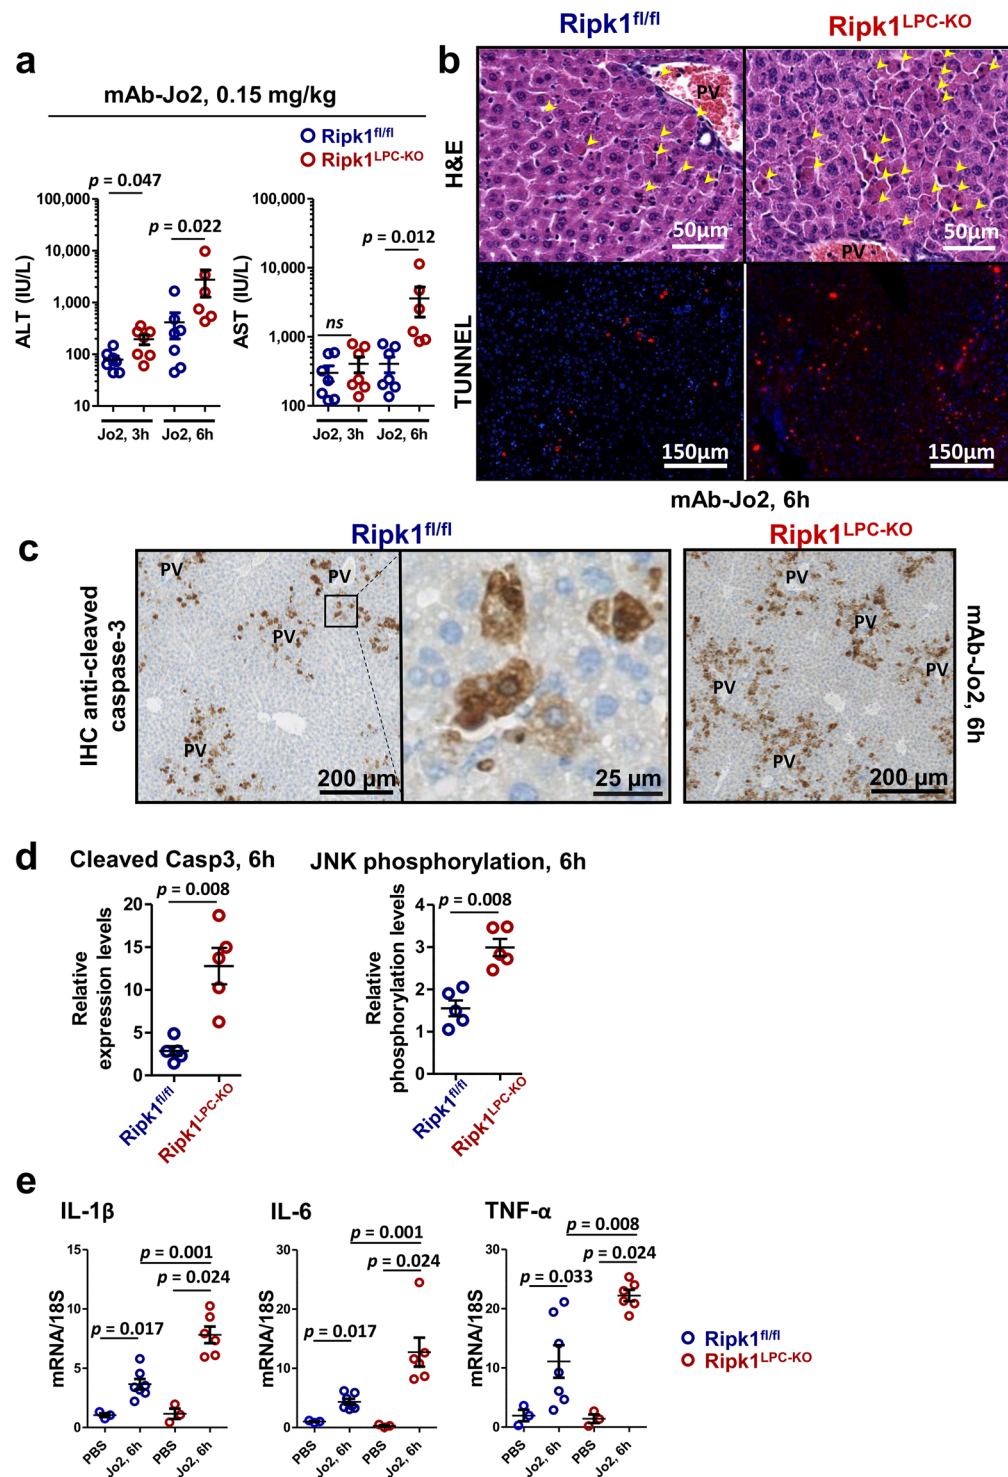 Ripk1fl/fl
Ripk1LPC-KO
a
b
mAb-Jo2, 0.15 mg/kg
Ripk1fl/fl
Ripk1LPC-KO
p = 0.047
p = 0.022
100,000
10,000
1,000
100
10
ALT (IU/L)
Jo2, 3h
Jo2, 6h
p = 0.012
ns
100,000
10,000
1,000
100
AST (IU/L)
Jo2, 3h
Jo2, 6h
H&E
PV
50µm
PV
50µm
TUNNEL
150µm
150µm
mAb-Jo2, 6h
c
Ripk1fl/fl
Ripk1LPC-KO
IHC anti-cleaved
caspase-3
PV
PV
PV
PV
200 µm
25 µm
PV
PV
PV
PV
PV
200 µm
mAb-Jo2, 6h
d
Cleaved Casp3, 6h
p = 0.008
20
15
10
5
0
Relative
expression levels
Ripk1fl/fl
Ripk1LPC-KO
JNK phosphorylation, 6h
p = 0.008
4
3
2
1
0
Relative
phosphorylation levels
Ripk1fl/fl
Ripk1LPC-KO
e
IL-1β
p = 0.001
p = 0.024
p = 0.017
15
10
5
0
mRNA/18S
PBS
Jo2, 6h
PBS
Jo2, 6h
IL-6
p = 0.001
p = 0.024
p = 0.017
30
20
10
0
mRNA/18S
PBS
Jo2, 6h
PBS
Jo2, 6h
TNF-α
p = 0.008
p = 0.024
p = 0.033
30
20
10
0
mRNA/18S
PBS
Jo2, 6h
PBS
Jo2, 6h
Ripk1fl/fl
Ripk1LPC-KO